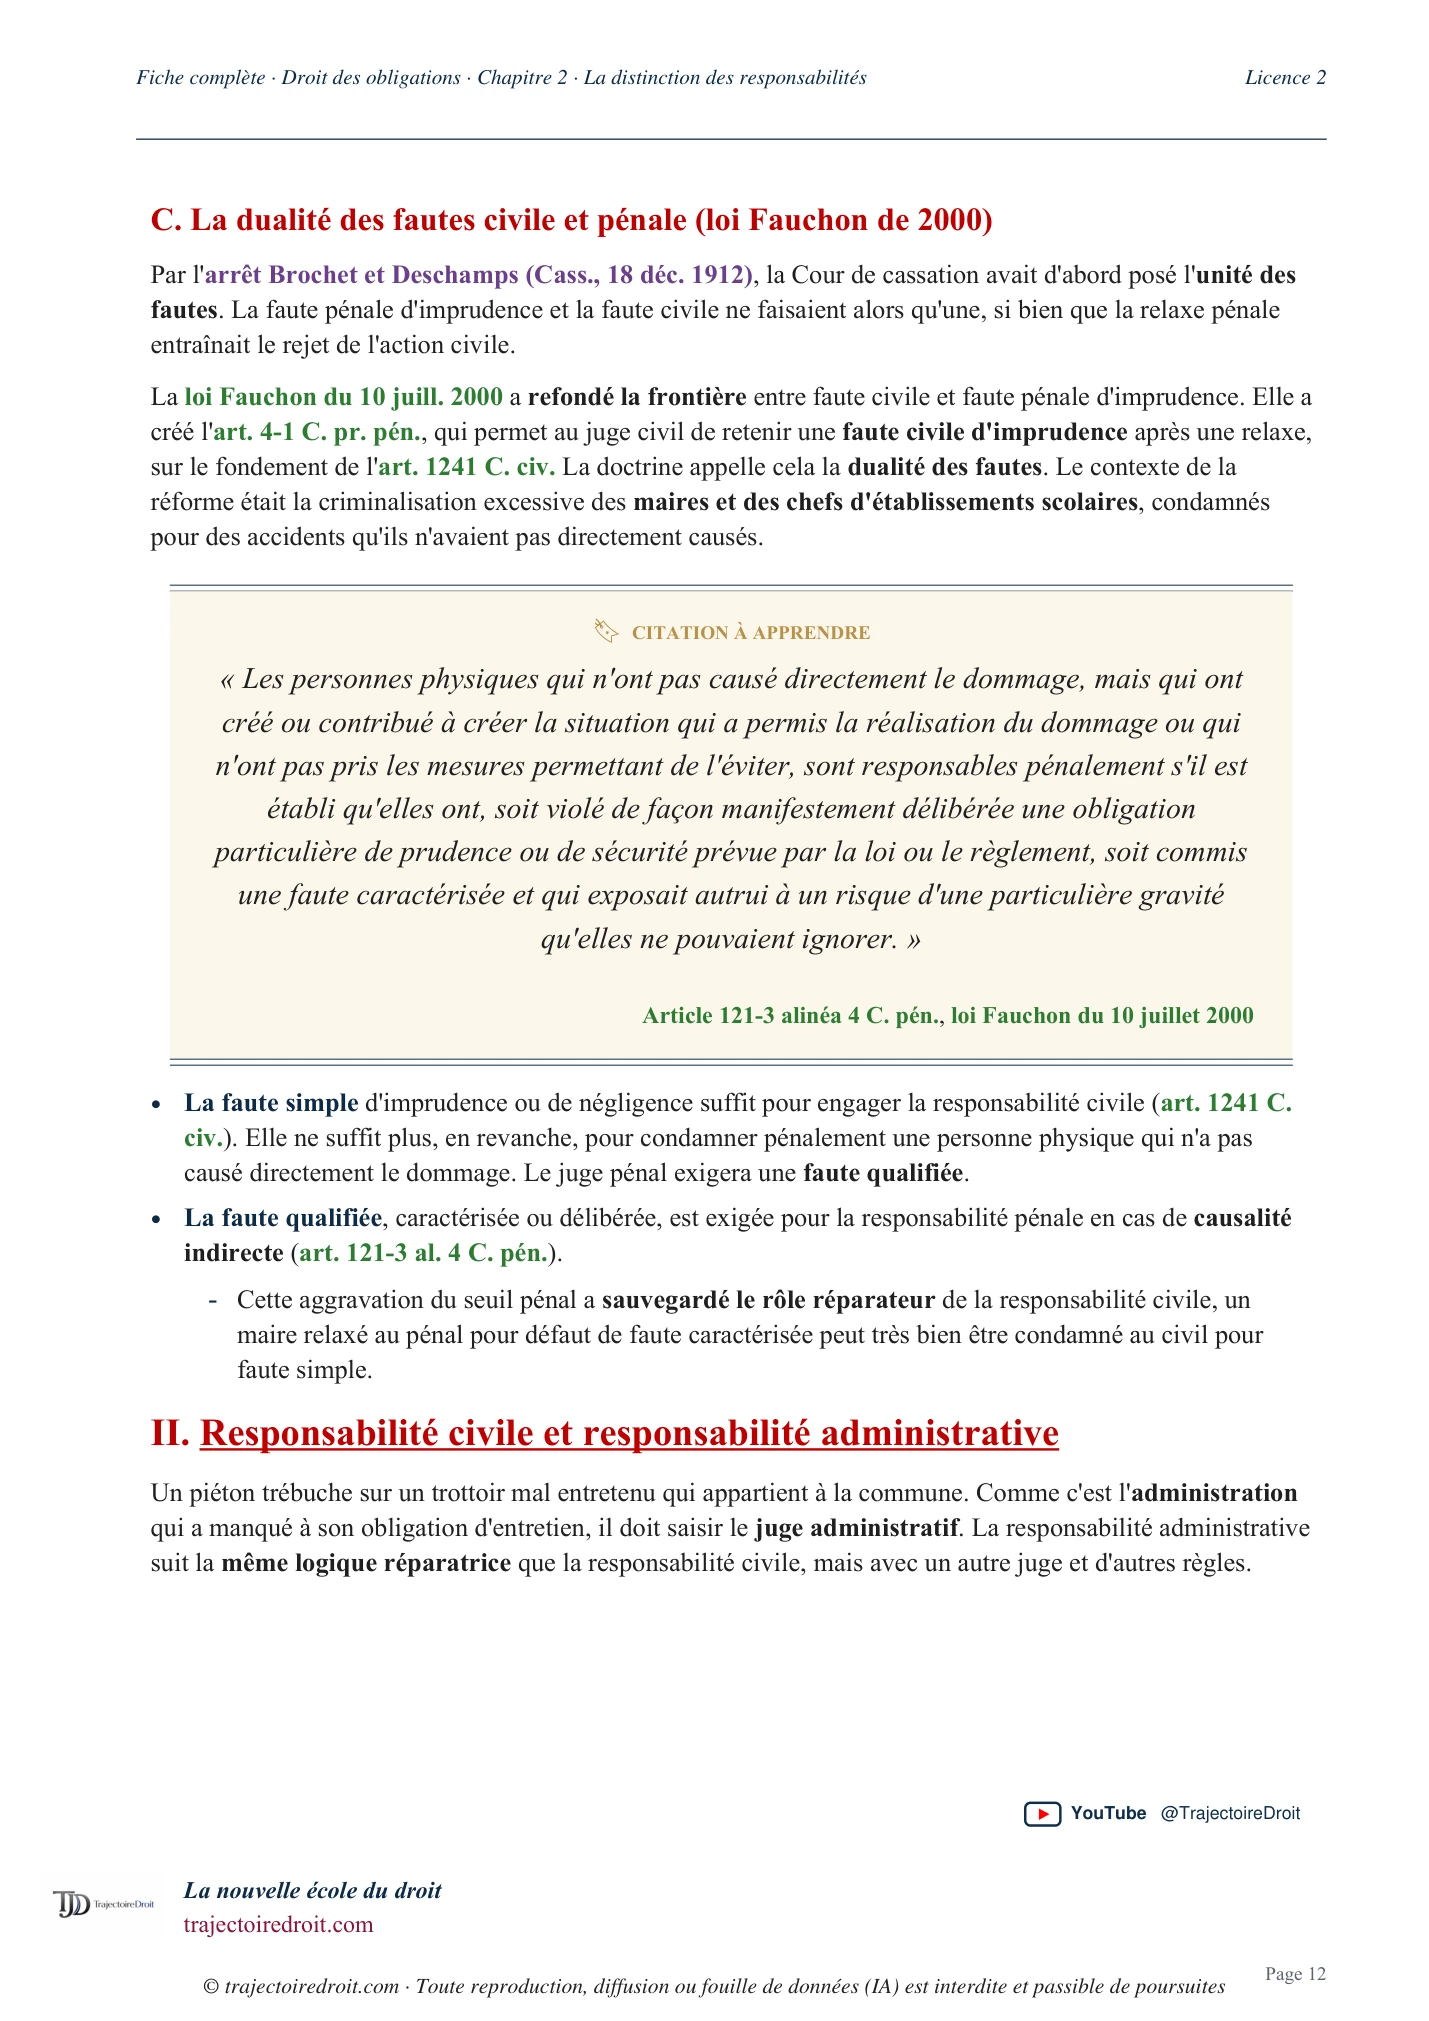 Fiche complète · Droit des obligations · Chapitre 2 · La distinction des responsabilités Licence 2
C. La dualité des fautes civile et pénale (loi Fauchon de 2000)
Par l'arrêt Brochet et Deschamps (Cass., 18 déc. 1912), la Cour de cassation avait d'abord posé l'unité des
fautes. La faute pénale d'imprudence et la faute civile ne faisaient alors qu'une, si bien que la relaxe pénale
entraînait le rejet de l'action civile.
La loi Fauchon du 10 juill. 2000 a refondé la frontière entre faute civile et faute pénale d'imprudence. Elle a
créé l'art. 4-1 C. pr. pén., qui permet au juge civil de retenir une faute civile d'imprudence après une relaxe,
sur le fondement de l'art. 1241 C. civ. La doctrine appelle cela la dualité des fautes. Le contexte de la
réforme était la criminalisation excessive des maires et des chefs d'établissements scolaires, condamnés
pour des accidents qu'ils n'avaient pas directement causés.
CITATION À APPRENDRE
« Les personnes physiques qui n'ont pas causé directement le dommage, mais qui ont
créé ou contribué à créer la situation qui a permis la réalisation du dommage ou qui
n'ont pas pris les mesures permettant de l'éviter, sont responsables pénalement s'il est
établi qu'elles ont, soit violé de façon manifestement délibérée une obligation
particulière de prudence ou de sécurité prévue par la loi ou le règlement, soit commis
une faute caractérisée et qui exposait autrui à un risque d'une particulière gravité
qu'elles ne pouvaient ignorer. »
Article 121-3 alinéa 4 C. pén., loi Fauchon du 10 juillet 2000
• La faute simple d'imprudence ou de négligence suffit pour engager la responsabilité civile (art. 1241 C.
civ.). Elle ne suffit plus, en revanche, pour condamner pénalement une personne physique qui n'a pas
causé directement le dommage. Le juge pénal exigera une faute qualifiée.
• La faute qualifiée, caractérisée ou délibérée, est exigée pour la responsabilité pénale en cas de causalité
indirecte (art. 121-3 al. 4 C. pén.).
- Cette aggravation du seuil pénal a sauvegardé le rôle réparateur de la responsabilité civile, un
maire relaxé au pénal pour défaut de faute caractérisée peut très bien être condamné au civil pour
faute simple.
II. Responsabilité civile et responsabilité administrative
Un piéton trébuche sur un trottoir mal entretenu qui appartient à la commune. Comme c'est l'administration
qui a manqué à son obligation d'entretien, il doit saisir le juge administratif. La responsabilité administrative
suit la même logique réparatrice que la responsabilité civile, mais avec un autre juge et d'autres règles.
YouTube @TrajectoireDroit
La nouvelle école du droit
TJD TrajectoireDroit
trajectoiredroit.com
© trajectoiredroit.com · Toute reproduction, diffusion ou fouille de données (IA) est interdite et passible de poursuites
Page 12